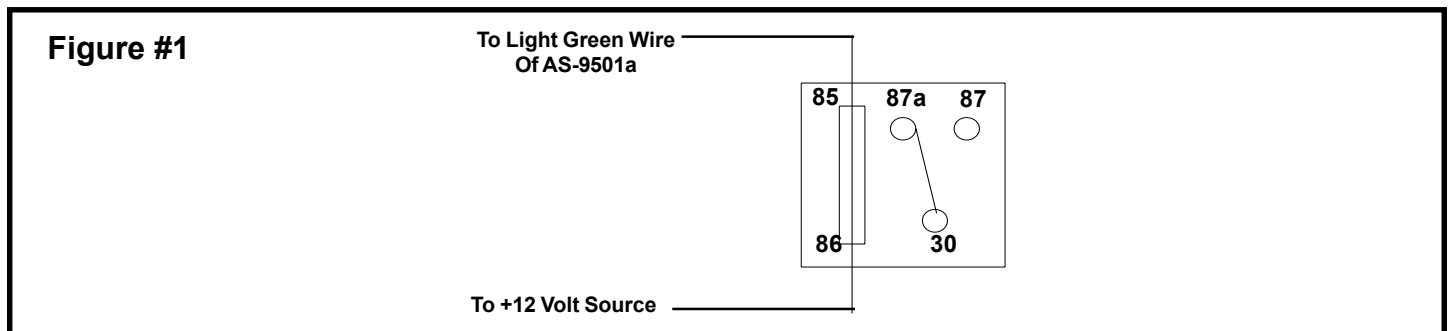 Figure #1
To Light Green Wire
Of AS-9501a
85 87a 87
86 30
To +12 Volt Source